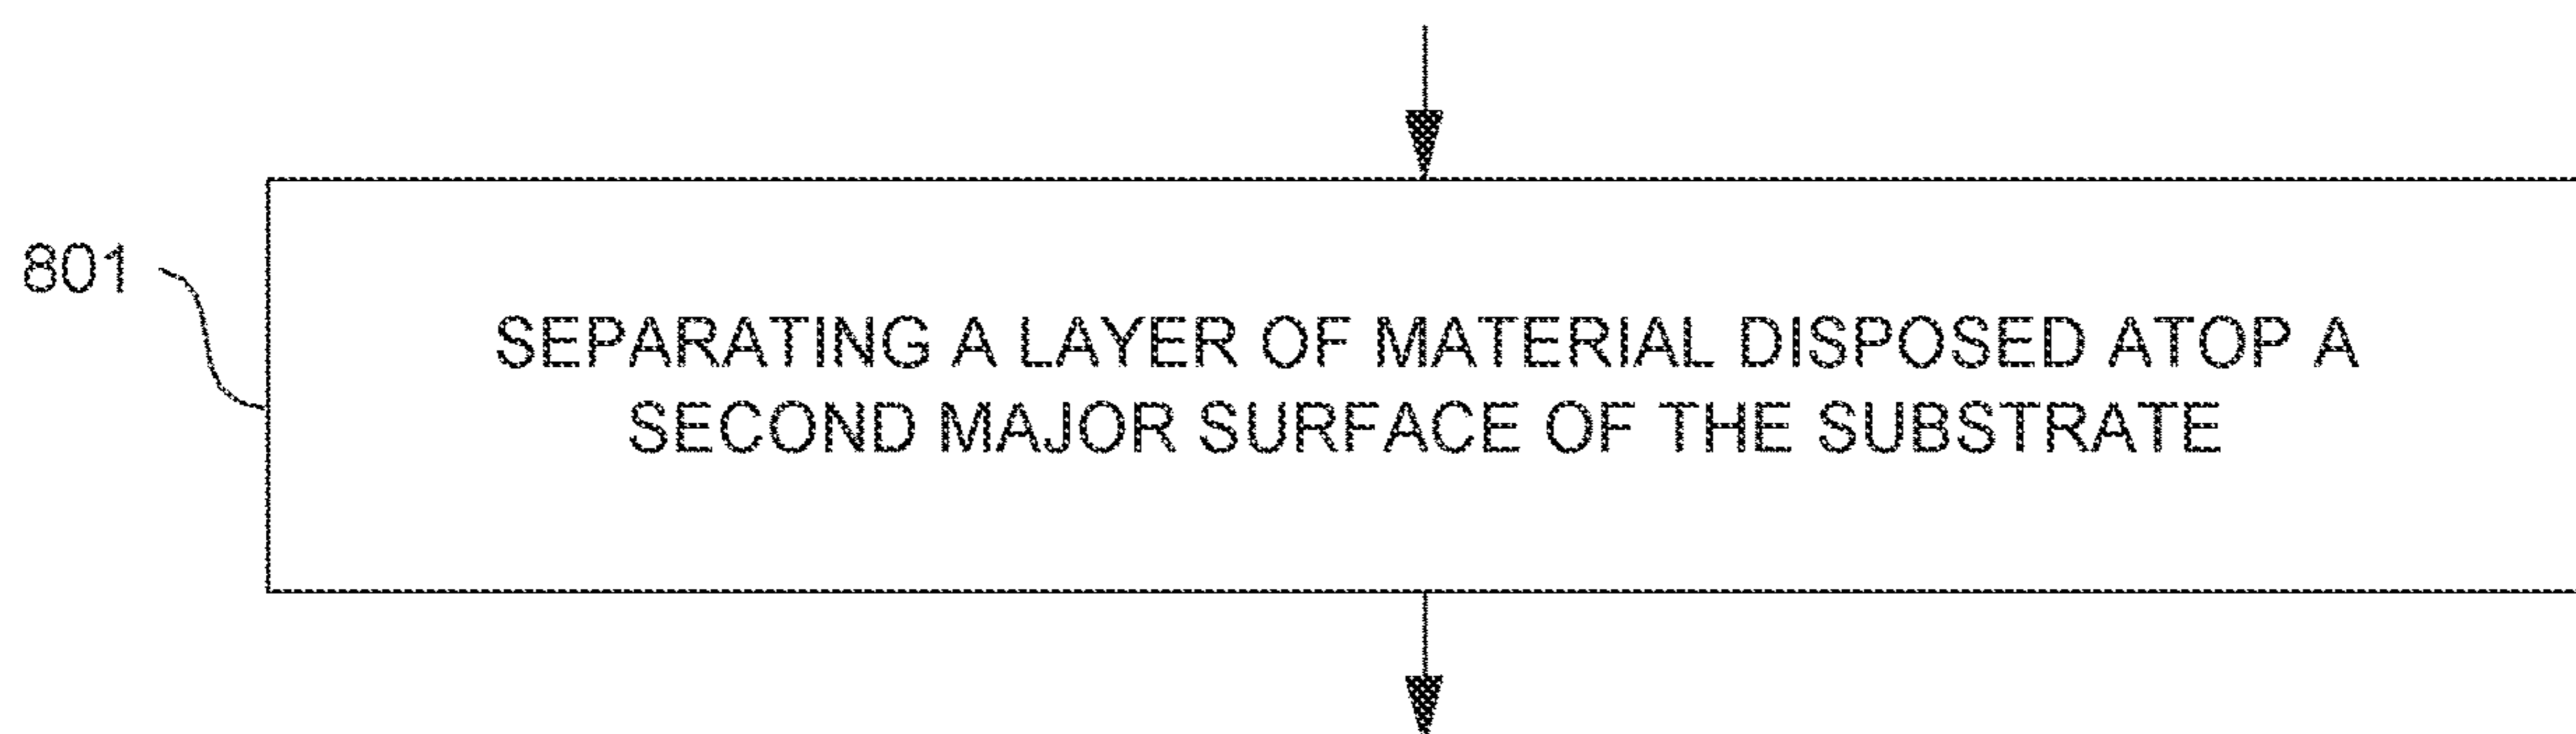 801
SEPARATING A LAYER OF MATERIAL DISPOSED ATOP A
SECOND MAJOR SURFACE OF THE SUBSTRATE